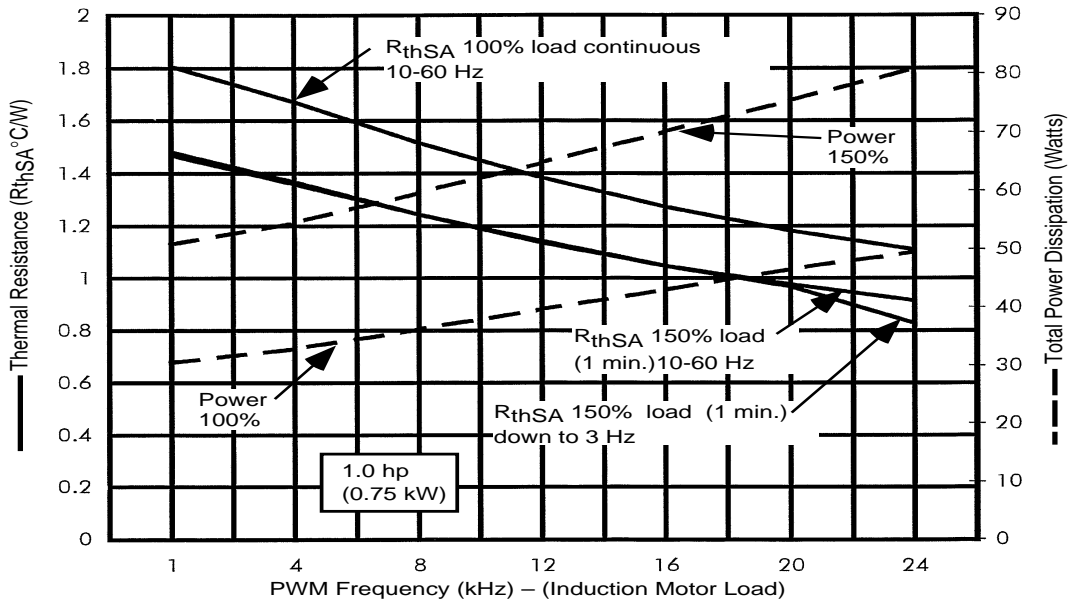 2
1.8
1.6
1.4
1.2
1
0.8
0.6
0.4
0.2
0
Thermal Resistance (RthSA°C/W)
90
80
70
60
50
40
30
20
10
0
Total Power Dissipation (Watts)
RthSA 100% load continuous
10-60 Hz
Power
150%
RthSA 150% load
(1 min.)10-60 Hz
Power
100%
RthSA 150% load (1 min.)
down to 3 Hz
1.0 hp
(0.75 kW)
1 4 8 12 16 20 24
PWM Frequency (kHz) – (Induction Motor Load)